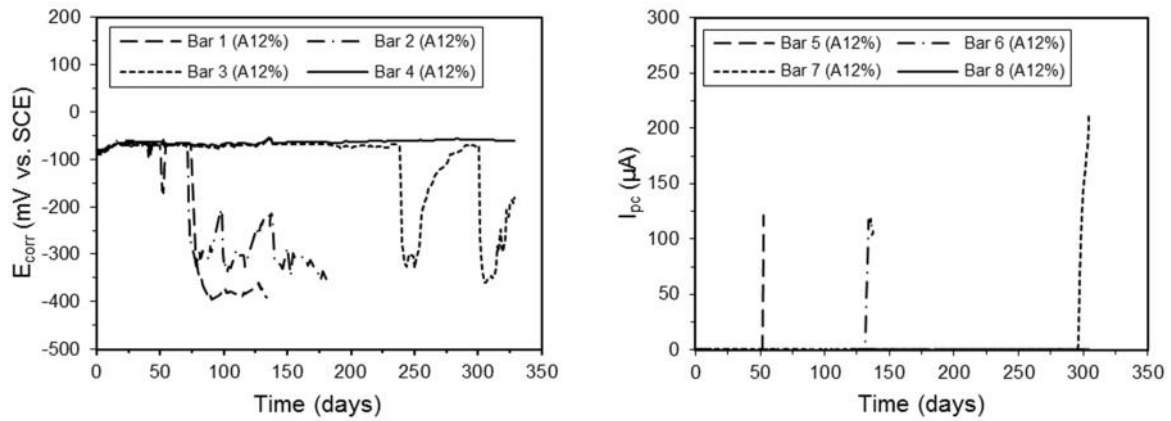 200
100
0
-100
-200
-300
-400
-500
E_corr (mV vs. SCE)
Bar 1 (A12%)
Bar 2 (A12%)
Bar 3 (A12%)
Bar 4 (A12%)
0 50 100 150 200 250 300 350
Time (days)
300
250
200
150
100
50
0
I_pc (µA)
Bar 5 (A12%)
Bar 6 (A12%)
Bar 7 (A12%)
Bar 8 (A12%)
0 50 100 150 200 250 300 350
Time (days)